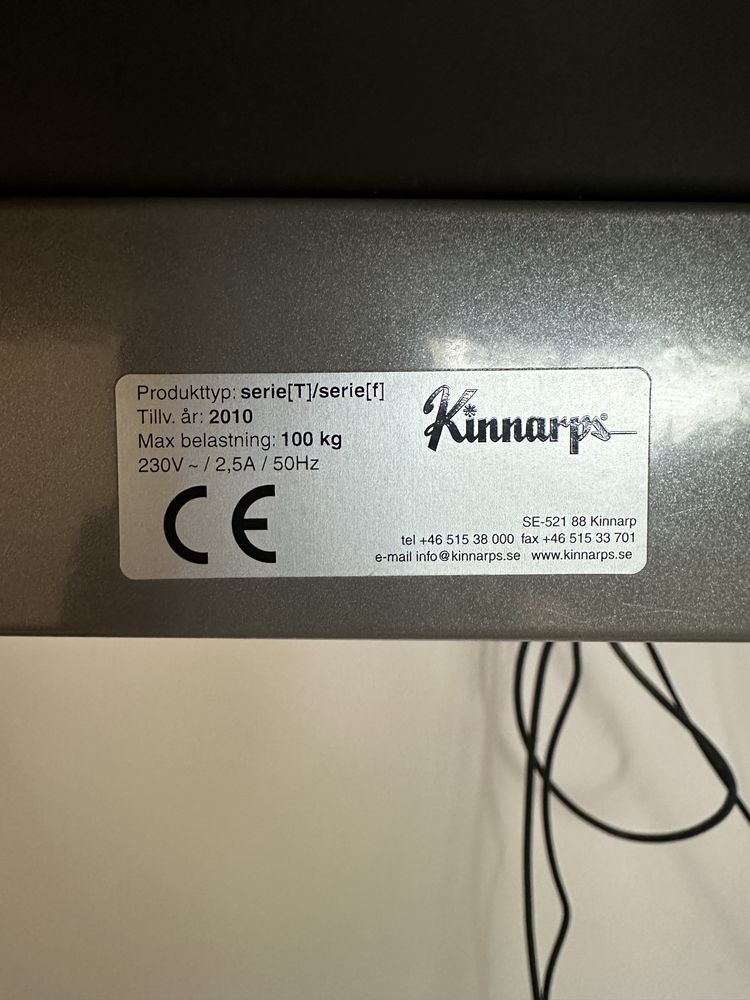 Produkttyp: serie[T]/serie[f]
Tillv. år: 2010
Max belastning: 100 kg
230V ~ / 2,5A / 50Hz
CE
Kinnarps®
SE-521 88 Kinnarp
tel +46 515 38 000 fax +46 515 33 701
e-mail info@kinnarps.se www.kinnarps.se